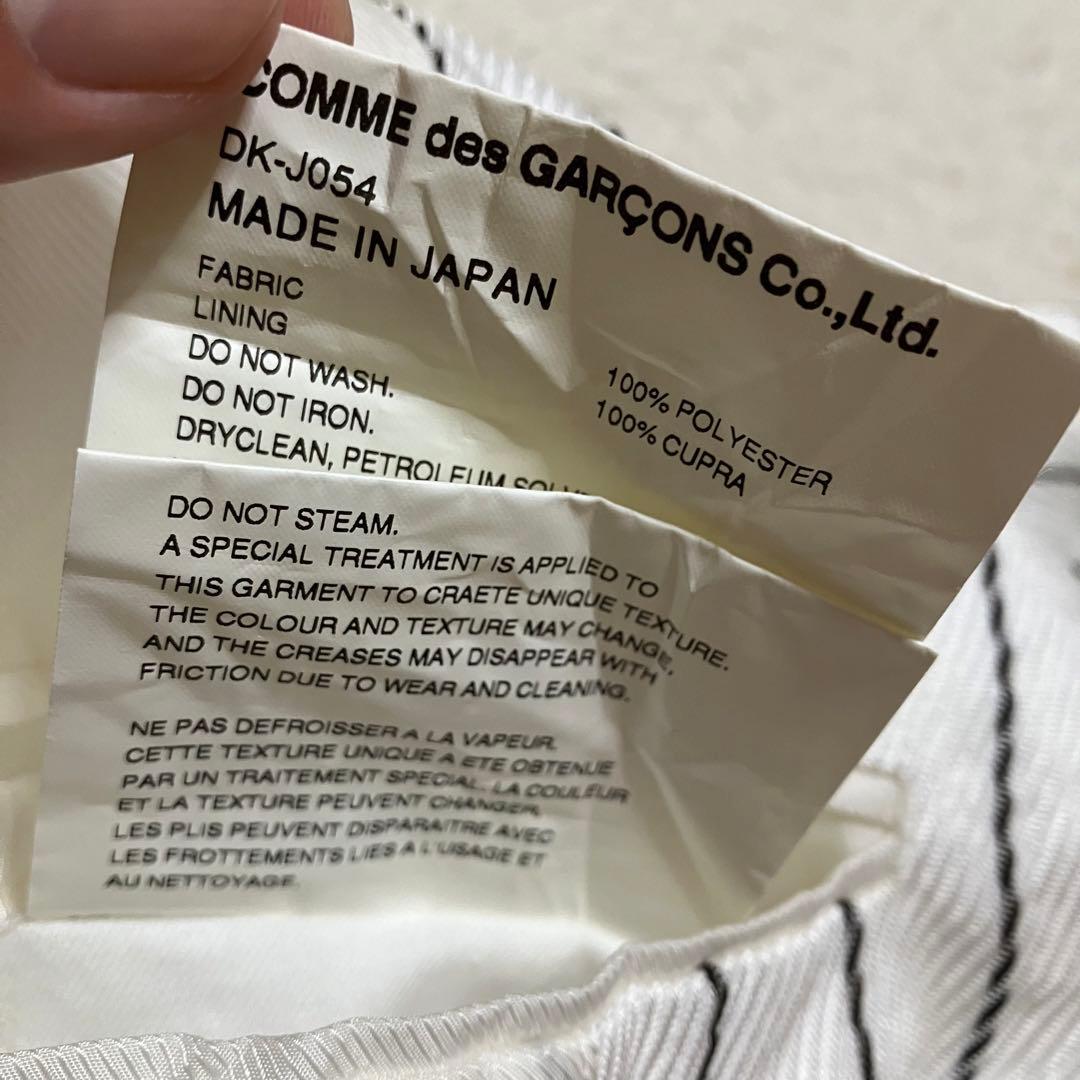 COMME des GARÇONS Co.,Ltd.
DK-J054
MADE IN JAPAN
FABRIC 100% POLYESTER
LINING 100% CUPRA
DO NOT WASH.
DO NOT IRON.
DRYCLEAN, PETROLEUM
DO NOT STEAM.
A SPECIAL TREATMENT IS APPLIED TO
THIS GARMENT TO CRAETE UNIQUE TEXTURE.
THE COLOUR AND TEXTURE MAY CHANGE,
AND THE CREASES MAY DISAPPEAR WITH
FRICTION DUE TO WEAR AND CLEANING.
NE PAS DEFROISSER A LA VAPEUR.
CETTE TEXTURE UNIQUE A ETE OBTENUE
PAR UN TRAITEMENT SPECIAL. LA COULEUR
ET LA TEXTURE PEUVENT CHANGER,
LES PLIS PEUVENT DISPARAITRE AVEC
LES FROTTEMENTS LIES A L'USAGE ET
AU NETTOYAGE.